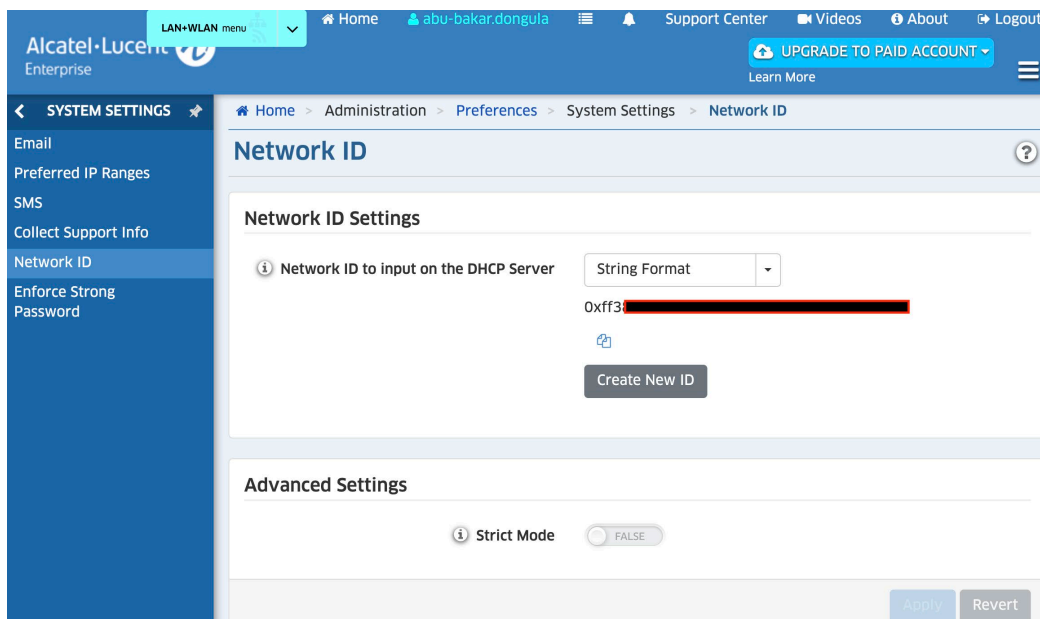 LAN+WLAN menu
Home abu-bakar.dongula Support Center Videos About Logout
Alcatel·Lucent
Enterprise
UPGRADE TO PAID ACCOUNT
Learn More
SYSTEM SETTINGS
Home > Administration > Preferences > System Settings > Network ID
Email
Preferred IP Ranges
SMS
Collect Support Info
Network ID
Enforce Strong
Password
Network ID
?
Network ID Settings
Network ID to input on the DHCP Server String Format
0xff3
Create New ID
Advanced Settings
Strict Mode FALSE
Apply Revert